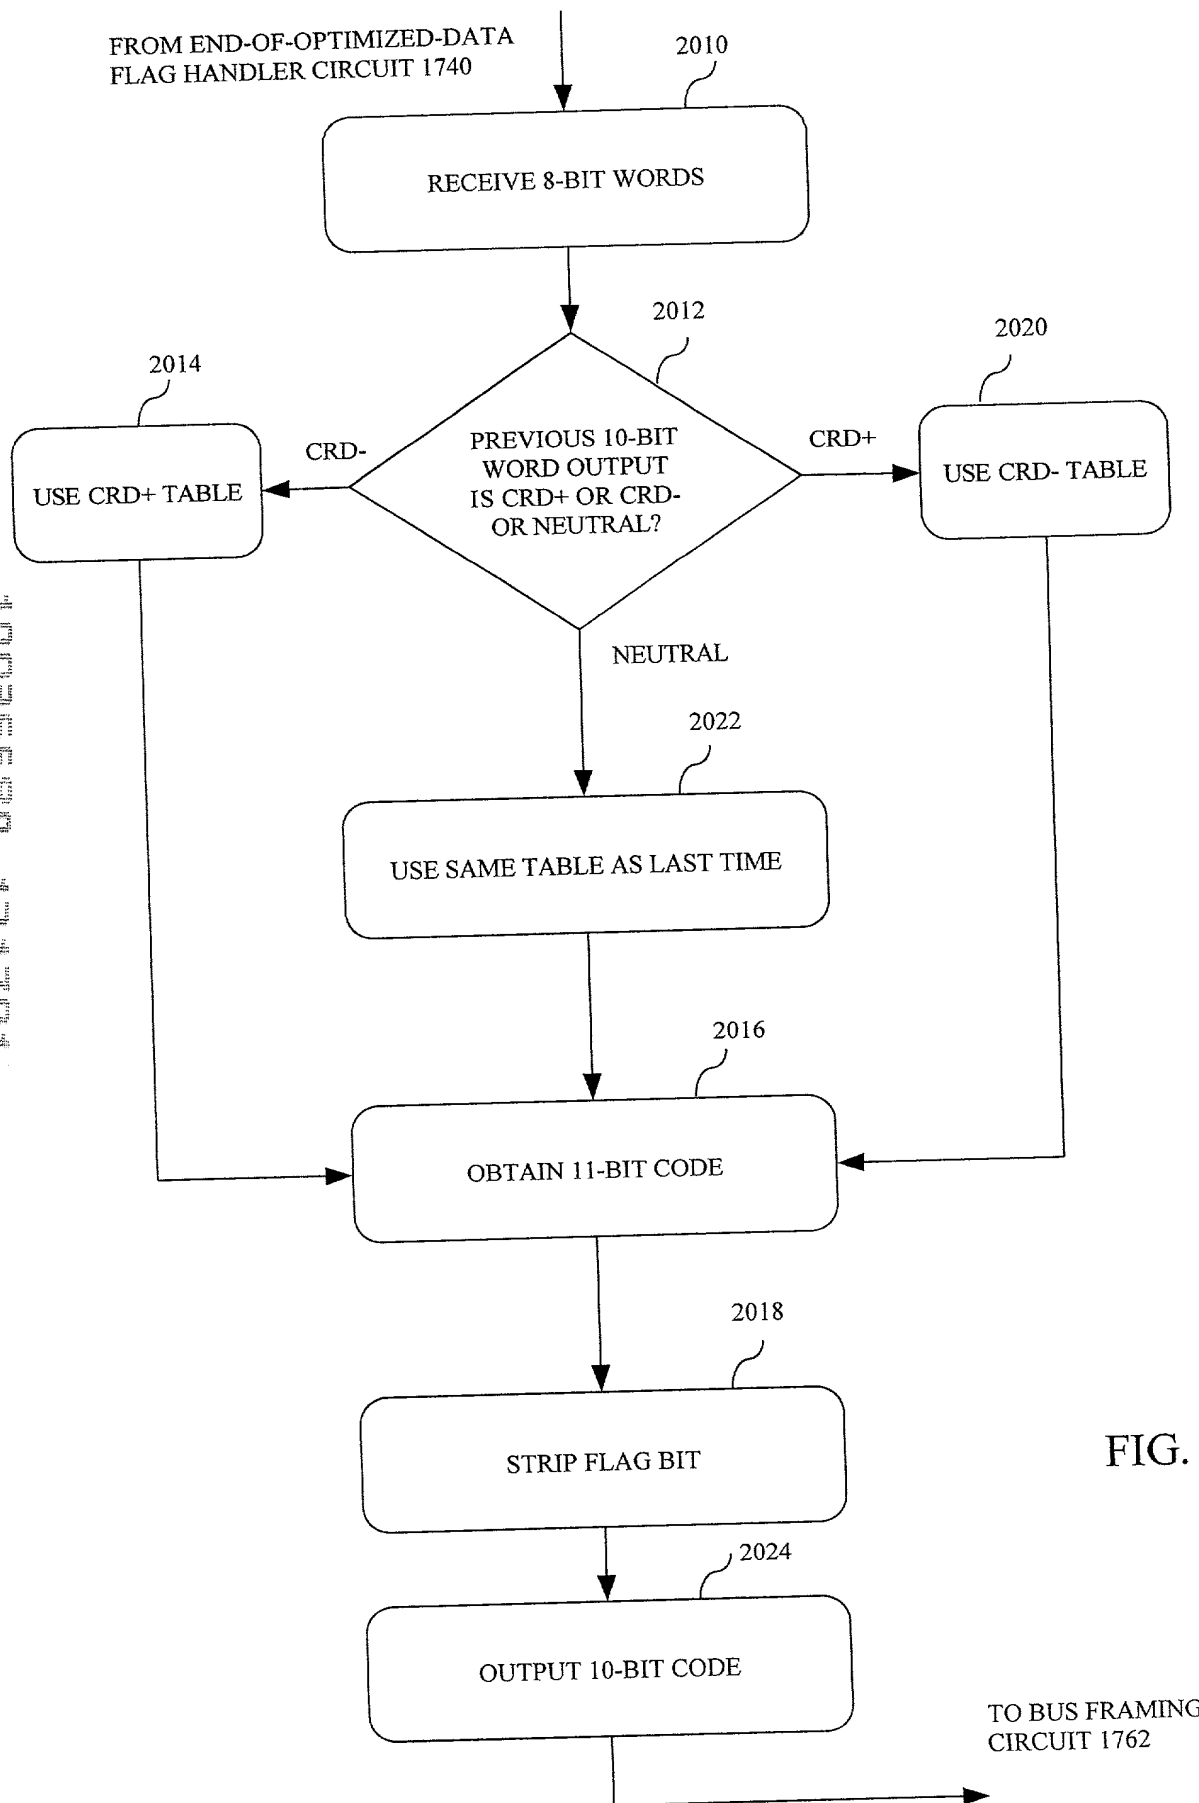 FROM END-OF-OPTIMIZED-DATA
FLAG HANDLER CIRCUIT 1740
2010
RECEIVE 8-BIT WORDS
2012
2020
2014
CRD-
PREVIOUS 10-BIT
WORD OUTPUT
IS CRD+ OR CRD-
OR NEUTRAL?
CRD+
USE CRD+ TABLE
USE CRD- TABLE
NEUTRAL
2022
USE SAME TABLE AS LAST TIME
2016
OBTAIN 11-BIT CODE
2018
STRIP FLAG BIT
FIG.
2024
OUTPUT 10-BIT CODE
TO BUS FRAMING
CIRCUIT 1762